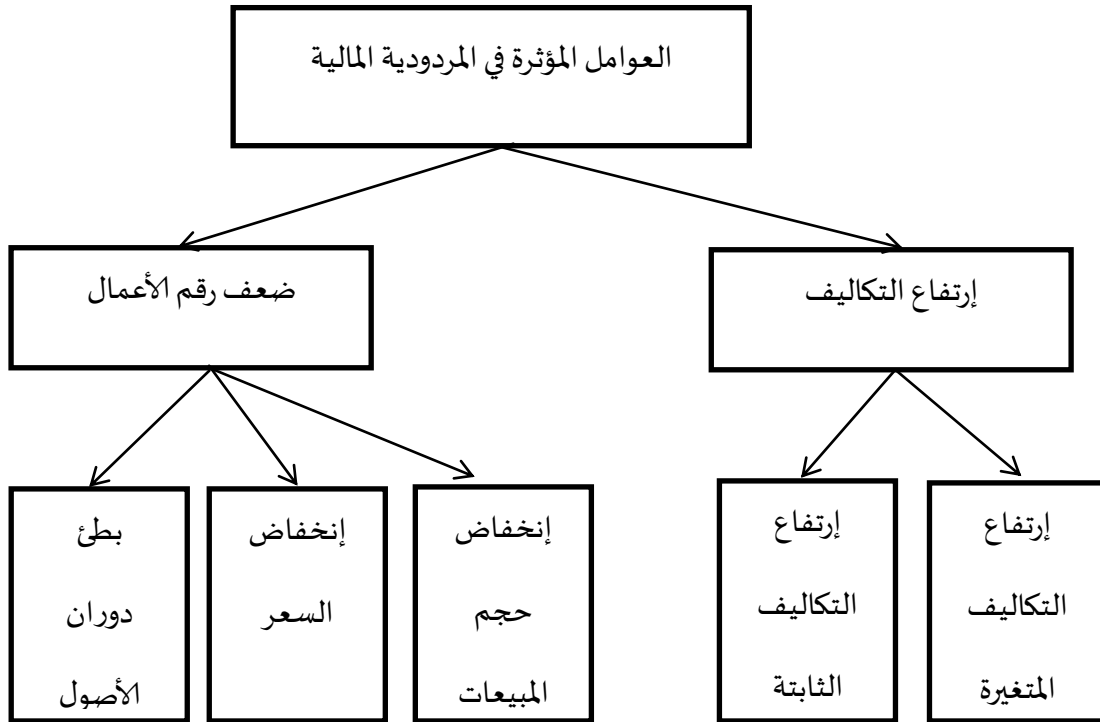 العوامل المؤثرة في المردودية المالية
إرتفاع التكاليف
ضعف رقم الأعمال
إرتفاع
التكاليف
المتغيرة
إرتفاع
التكاليف
الثابتة
إنخفاض
حجم
المبيعات
إنخفاض
السعر
بطئ
دوران
الأصول